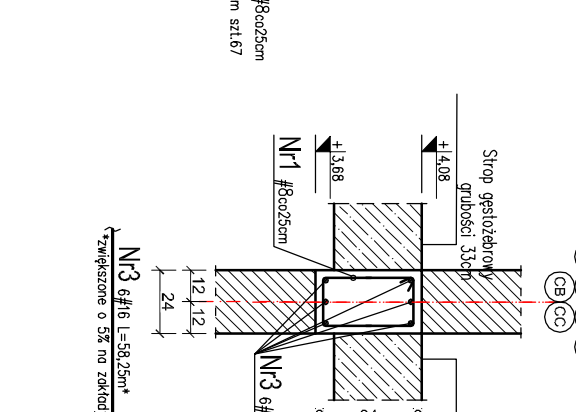 #8co25cm
m szt.67
Strop gęstożebrowy
grubości 33cm
+4,08
+3,68
Nr1 #8co25cm
CB
CC
12 12
24
Nr3 6#16 L=58,25m*
*zwiększone o 5% na zakład
Nr3